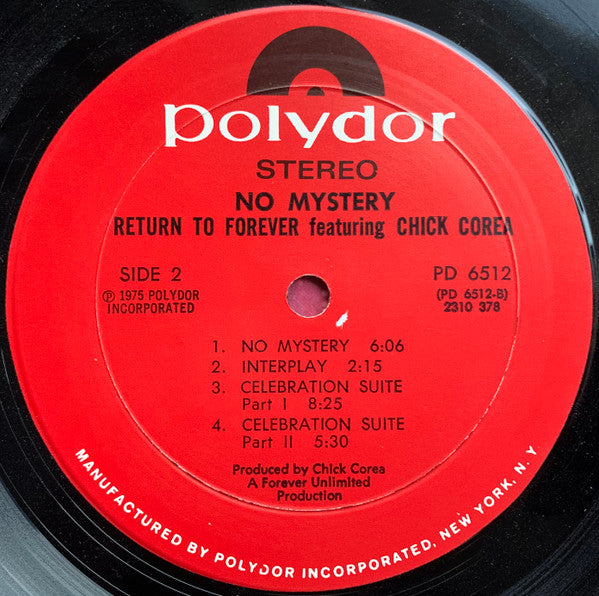 polydor
STEREO
NO MYSTERY
RETURN TO FOREVER featuring CHICK COREA
SIDE 2
℗ 1975 POLYDOR
INCORPORATED
PD 6512
(PD 6512-B)
2310 378
1. NO MYSTERY 6:06
2. INTERPLAY 2:15
3. CELEBRATION SUITE
Part I 8:25
4. CELEBRATION SUITE
Part II 5:30
Produced by Chick Corea
A Forever Unlimited
Production
MANUFACTURED BY POLYDOR INCORPORATED, NEW YORK, N.Y